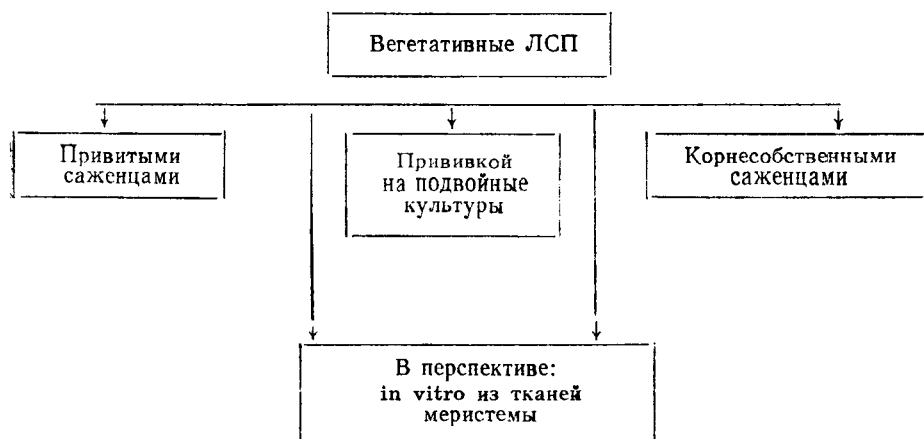 Вегетативные ЛСП
Привитыми
саженцами
Прививкой
на подвойные
культуры
Корнесобственными
саженцами
В перспективе:
in vitro из тканей
меристемы